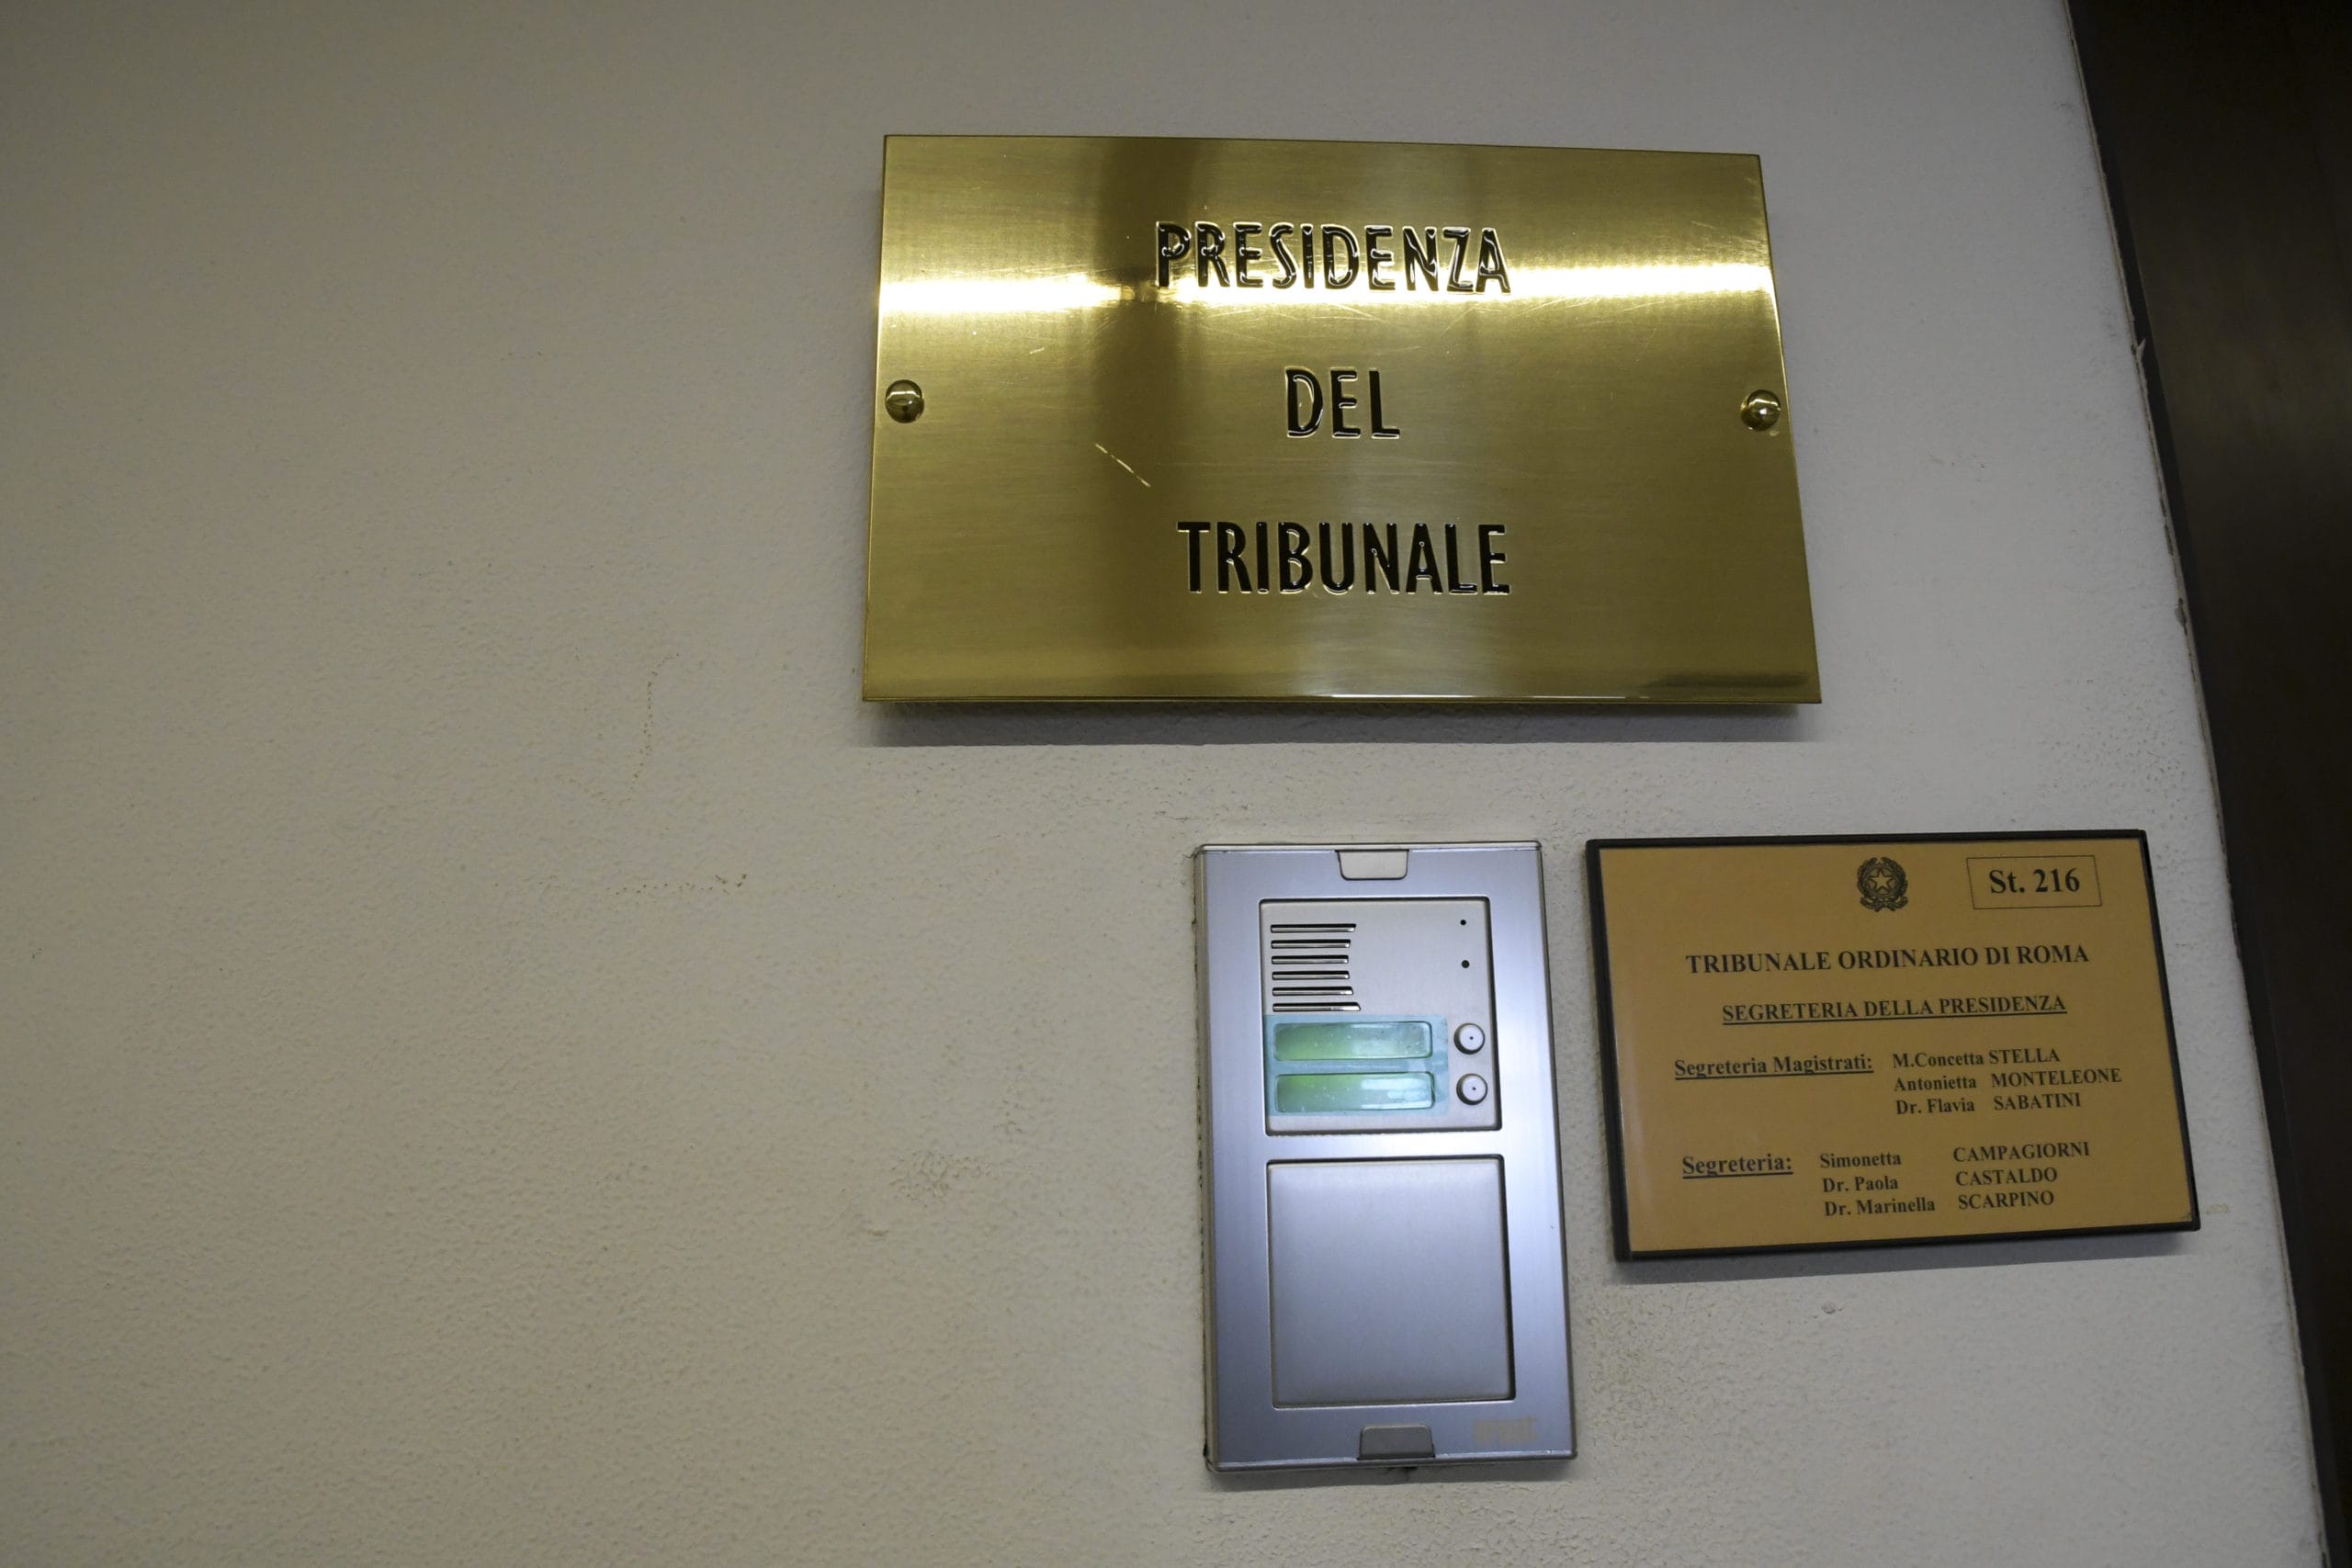 PRESIDENZA
DEL
TRIBUNALE
St. 216
TRIBUNALE ORDINARIO DI ROMA
SEGRETERIA DELLA PRESIDENZA
Segreteria Magistrati: M.Concetta STELLA
Antonietta MONTELEONE
Dr. Flavia SABATINI
Segreteria: Simonetta CAMPAGIORNI
Dr. Paola CASTALDO
Dr. Marinella SCARPINO